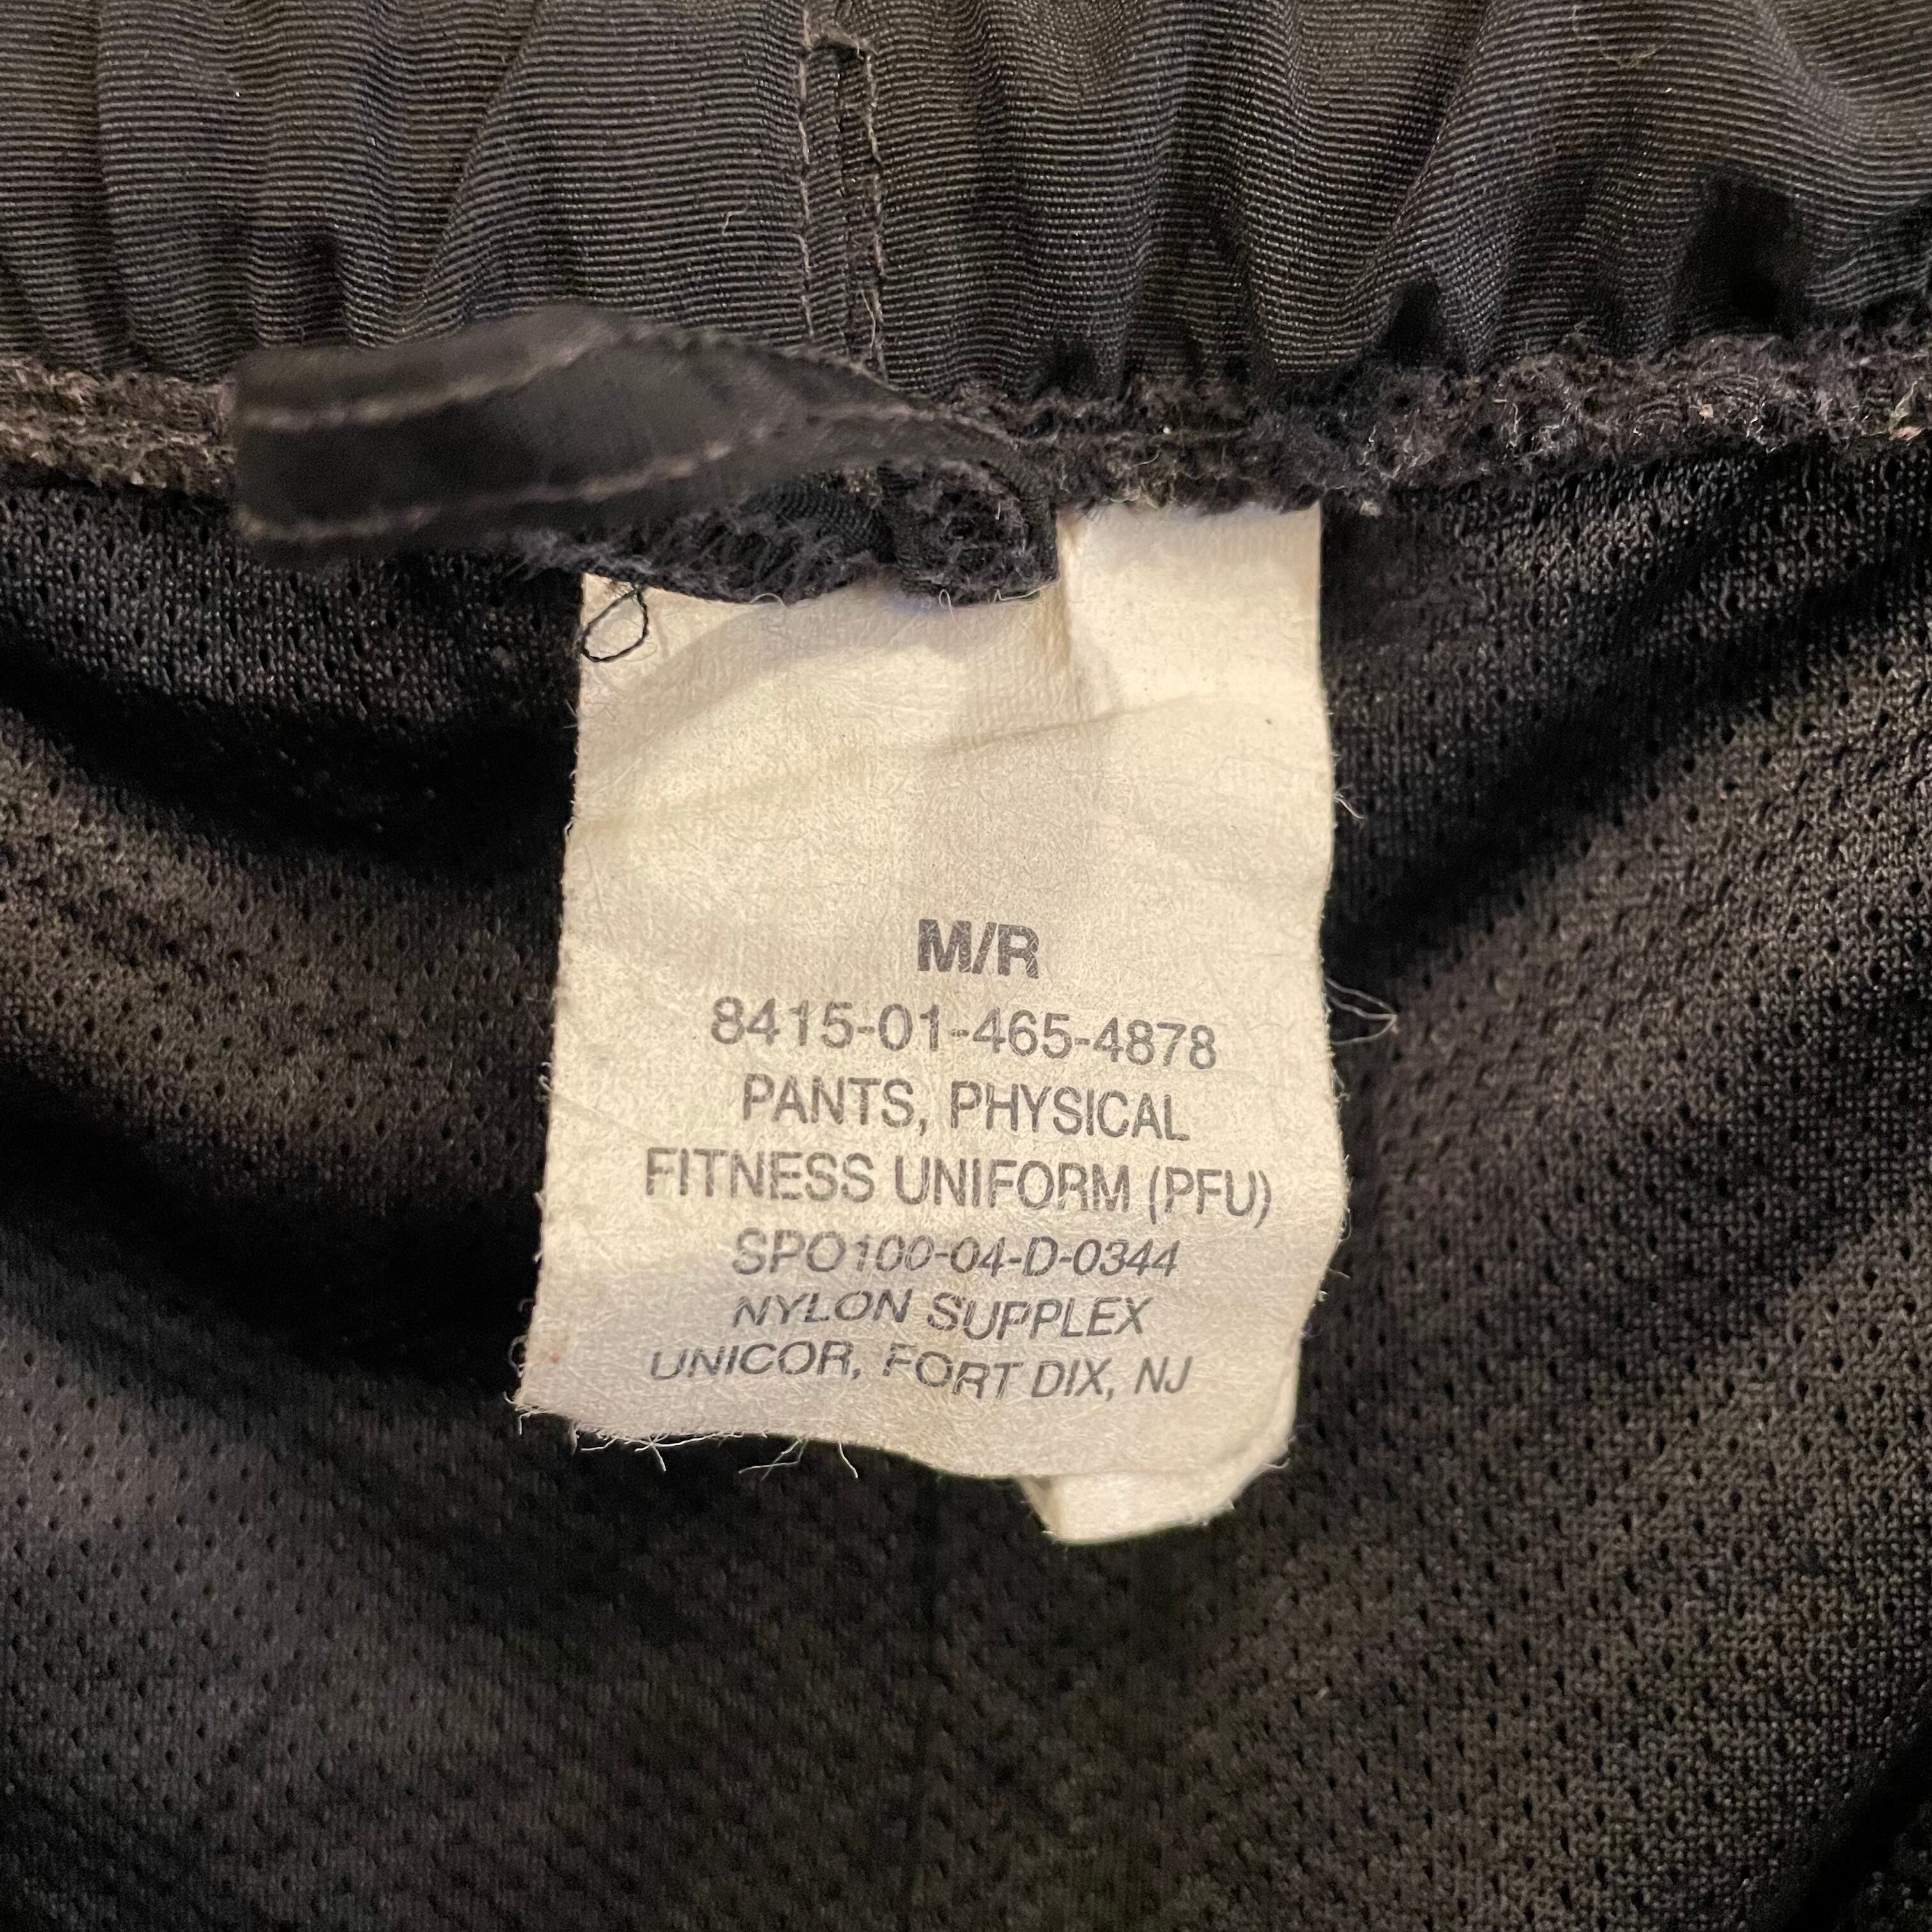 M/R
8415-01-465-4878
PANTS, PHYSICAL
FITNESS UNIFORM (PFU)
SPO100-04-D-0344
NYLON SUPPLEX
UNICOR, FORT DIX, NJ